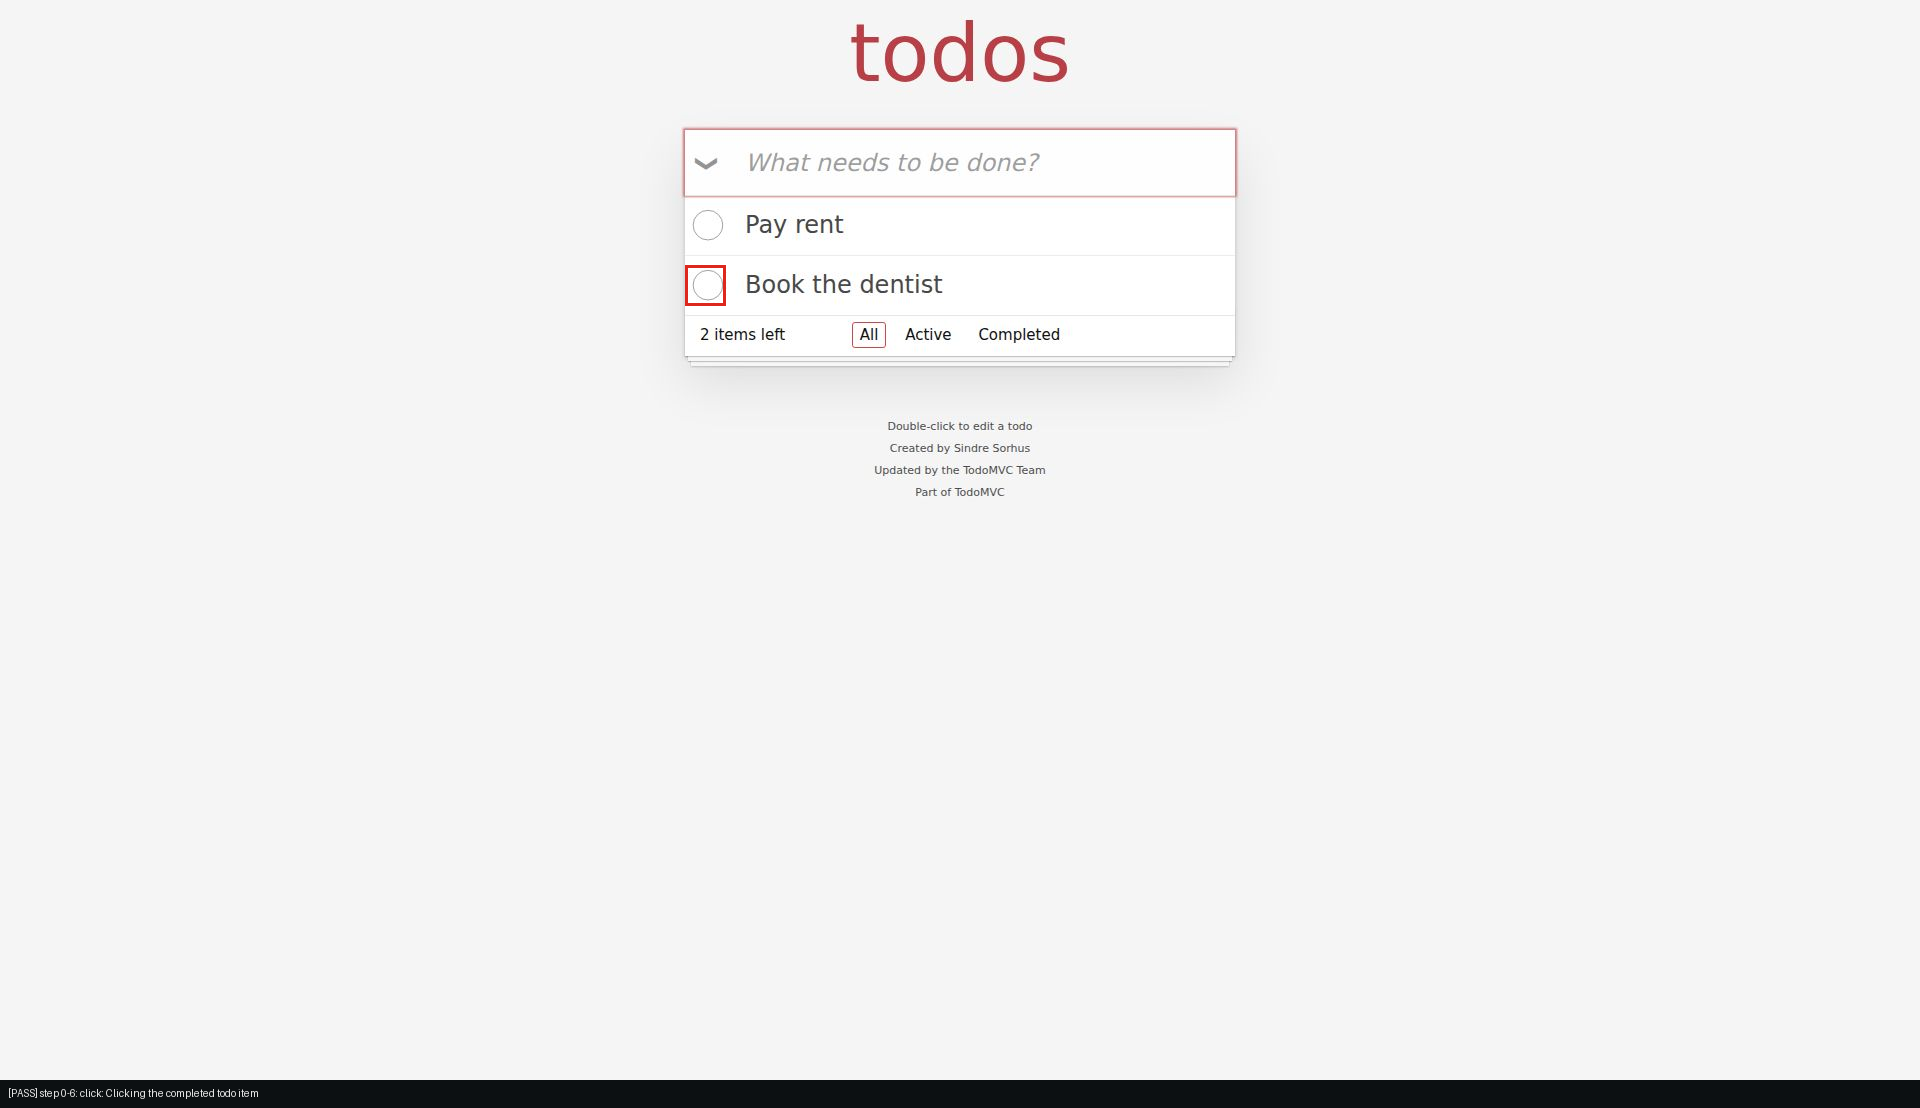 todos
What needs to be done?
Pay rent
Book the dentist
2 items left All Active Completed
Double-click to edit a todo
Created by Sindre Sorhus
Updated by the TodoMVC Team
Part of TodoMVC
[PASS] step 0-6: click: Clicking the completed todo item